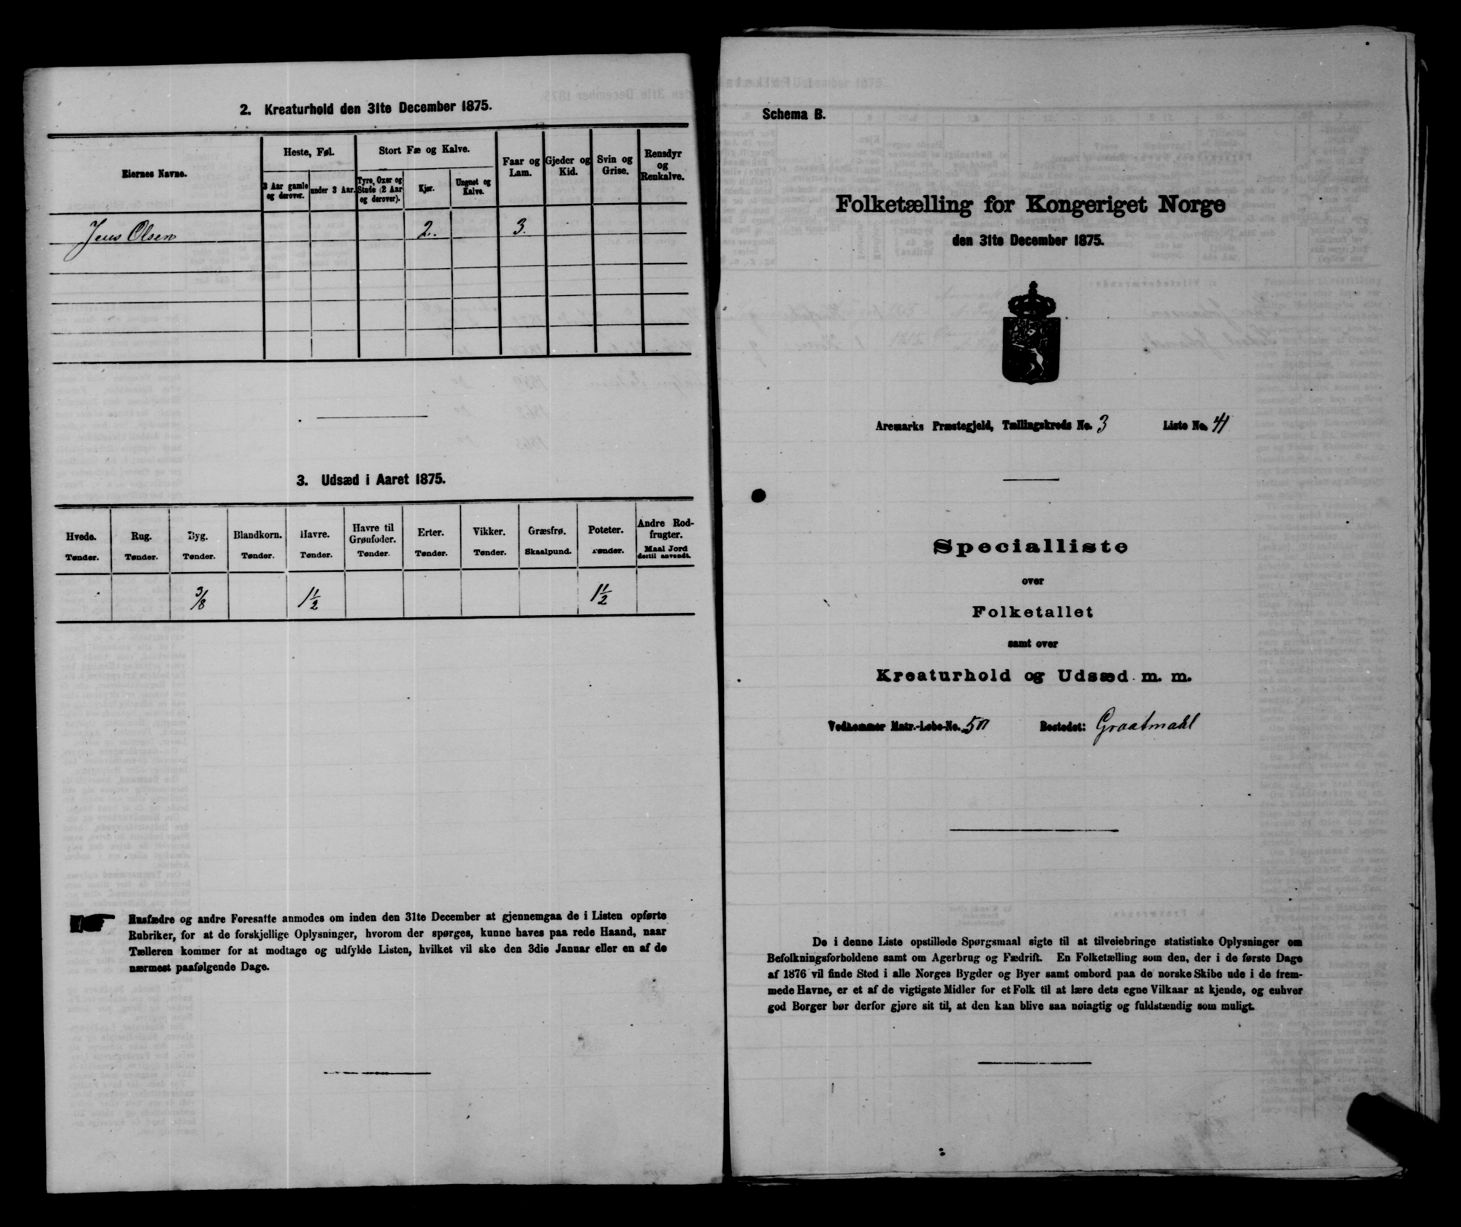 2. Kreaturhold den 31te December 1875.
Eiernes Navne.
Heste, Føl.
Stort Fæ og Kalve.
Faar og Lam.
Gjeder og Kid.
Svin og Grise.
Rensdyr og Renkalve.
3 Aar gamle og derover.
under 3 Aar.
Tyre, Oxer og Stude (2 Aar og derover).
Kjør.
Ungnøt og Kalve.
Jens Olsen 2. 3.
3. Udsæd i Aaret 1875.
Hvede. Rug. Byg. Blandkorn. Havre. Havre til Grønfoder. Erter. Vikker. Græsfrø. Poteter. Andre Rodfrugter.
Tønder. Tønder. Tønder. Tønder. Tønder. Tønder. Tønder. Tønder. Skaalpund. Tønder. Maal Jord dertil anvendt.
3/8 1 1/2 1 1/2
Husfædre og andre Foresatte anmodes om inden den 31te December at gjennemgaa de i Listen opførte
Rubriker, for at de forskjellige Oplysninger, hvorom der spørges, kunne haves paa rede Haand, naar
Tælleren kommer for at modtage og udfylde Listen, hvilket vil ske den 3die Januar eller en af de
nærmest paafølgende Dage.
Schema B.
Folketælling for Kongeriget Norge
den 31te December 1875.
Aremarks Præstegjeld, Tællingskreds No. 3 Liste No. 4
Specialliste
over
Folketallet
samt over
Kreaturhold og Udsæd m. m.
Vedkommer Matr.-Løbe-No. Bostedet: Graatmahl
De i denne Liste opstillede Spørgsmaal sigte til at tilveiebringe statistiske Oplysninger om
Befolkningsforholdene samt om Agerbrug og Fædrift. En Folketælling som den, der i de første Dage
af 1876 vil finde Sted i alle Norges Bygder og Byer samt ombord paa de norske Skibe ude i de frem-
mede Havne, er et af de vigtigste Midler for et Folk til at lære dets egne Vilkaar at kjende, og enhver
god Borger bør derfor gjøre sit til, at den kan blive saa nøiagtig og fuldstændig som muligt.